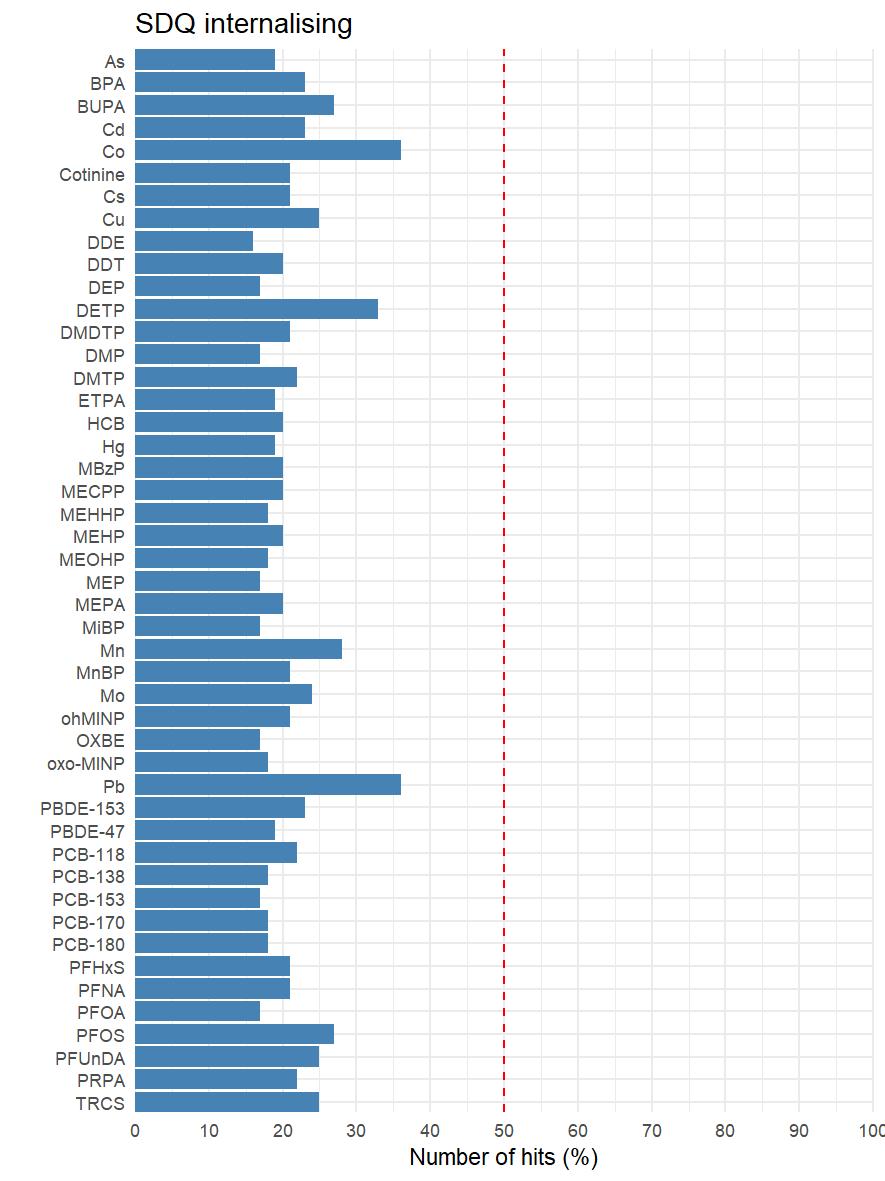 SDQ internalising
As
BPA
BUPA
Cd
Co
Cotinine
Cs
Cu
DDE
DDT
DEP
DETP
DMDTP
DMP
DMTP
ETPA
HCB
Hg
MBzP
MECPP
MEHHP
MEHP
MEOHP
MEP
MEPA
MiBP
Mn
MnBP
Mo
ohMINP
OXBE
oxo-MINP
Pb
PBDE-153
PBDE-47
PCB-118
PCB-138
PCB-153
PCB-170
PCB-180
PFHxS
PFNA
PFOA
PFOS
PFUnDA
PRPA
TRCS
0 10 20 30 40 50 60 70 80 90 100
Number of hits (%)